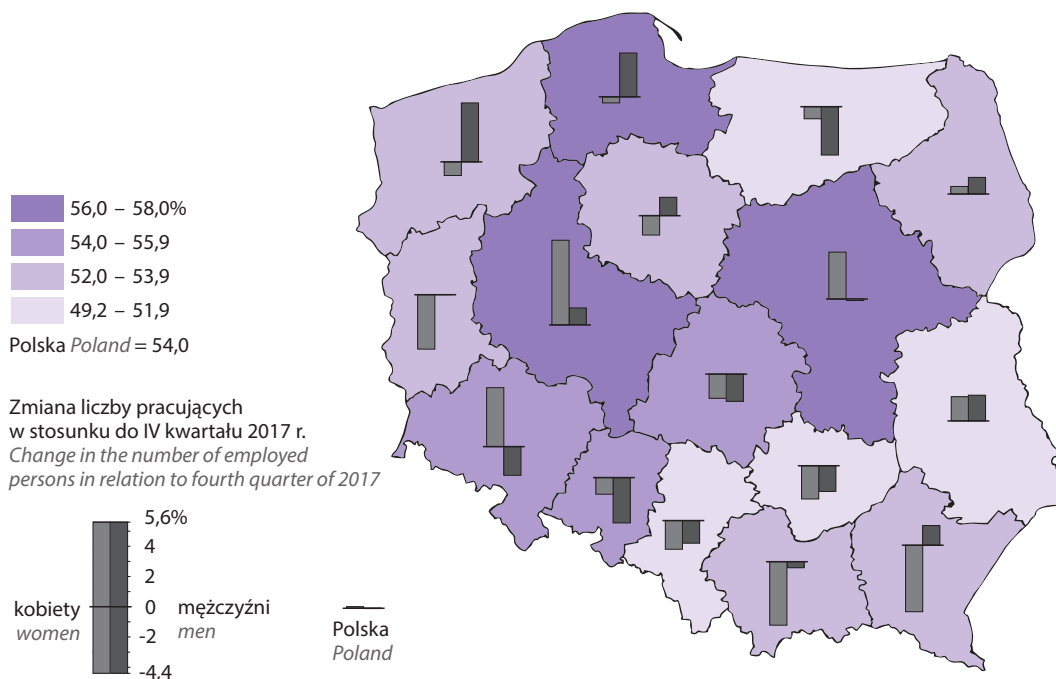 56,0 – 58,0%
54,0 – 55,9
52,0 – 53,9
49,2 – 51,9
Polska Poland = 54,0
Zmiana liczby pracujących
w stosunku do IV kwartału 2017 r.
Change in the number of employed
persons in relation to fourth quarter of 2017
5,6%
4
2
0
-2
-4,4
kobiety
women
mężczyźni
men
Polska
Poland